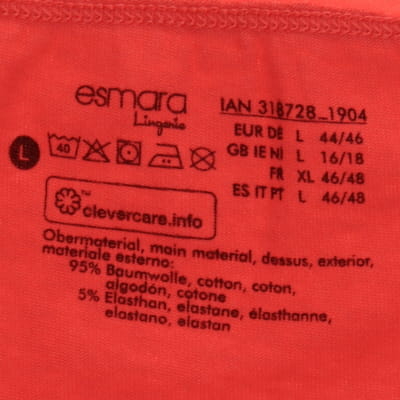 esmara
Lingerie
IAN 318728_1904
EUR DE L 44/46
GB IE NI L 16/18
FR XL 46/48
ES IT PT L 46/48
L
40
clevercare.info
™
Obermaterial, main material, dessus, exterior,
materiale esterno:
95% Baumwolle, cotton, coton,
algodón, cotone
5% Elasthan, elastane, élasthanne,
elastano, elastan